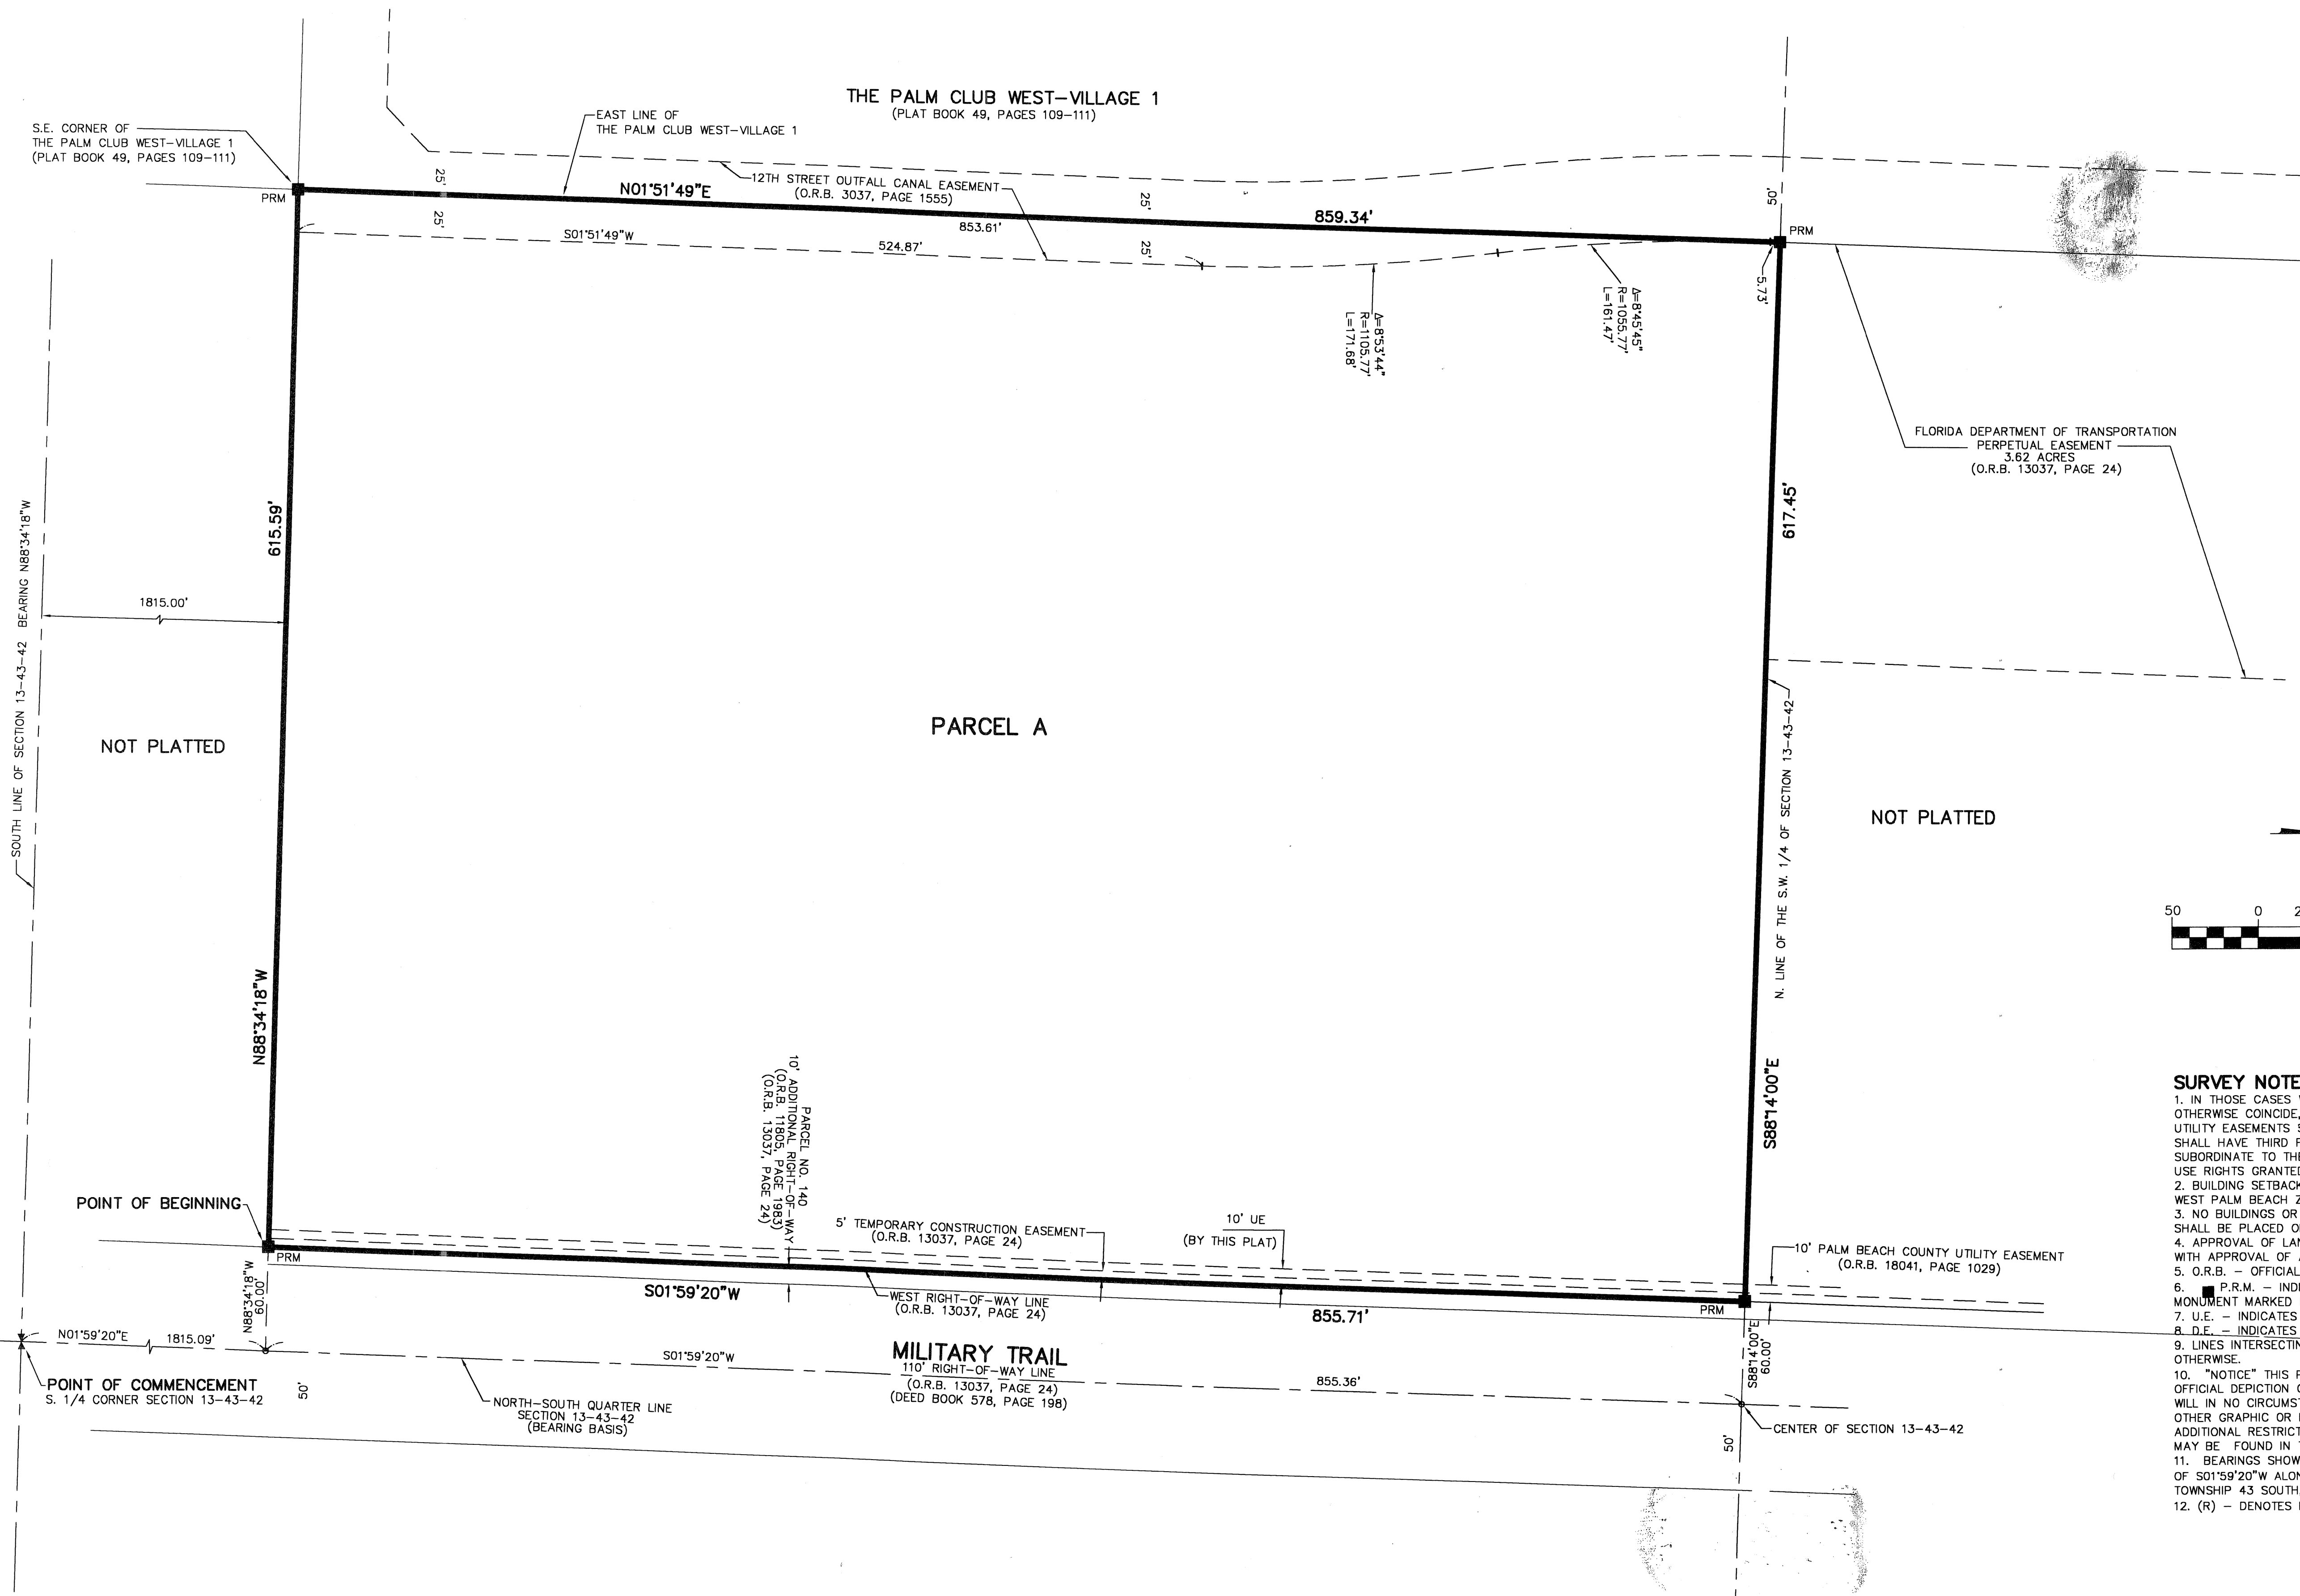 THE PALM CLUB WEST-VILLAGE 1
(PLAT BOOK 49, PAGES 109-111)
S.E. CORNER OF
THE PALM CLUB WEST-VILLAGE 1
(PLAT BOOK 49, PAGES 109-111)
EAST LINE OF
THE PALM CLUB WEST-VILLAGE 1
PRM
25'
25'
N01°51'49"E
12TH STREET OUTFALL CANAL EASEMENT
(O.R.B. 3037, PAGE 1555)
25'
25'
859.34'
50'
PRM
S01°51'49"W
853.61'
524.87'
Δ=8°53'44"
R=1105.77'
L=171.68'
Δ=8°45'45"
R=1055.77'
L=161.47'
5.73'
FLORIDA DEPARTMENT OF TRANSPORTATION
PERPETUAL EASEMENT
3.62 ACRES
(O.R.B. 13037, PAGE 24)
SOUTH LINE OF SECTION 13-43-42 BEARING N88°34'18"W
615.59'
617.45'
1815.00'
NOT PLATTED
PARCEL A
N. LINE OF THE S.W. 1/4 OF SECTION 13-43-42
NOT PLATTED
50
0
2
N88°34'18"W
S88°14'00"E
PARCEL NO. 140
10' ADDITIONAL RIGHT-OF-WAY
(O.R.B. 11805, PAGE 1983)
(O.R.B. 13037, PAGE 24)
POINT OF BEGINNING
5' TEMPORARY CONSTRUCTION EASEMENT
(O.R.B. 13037, PAGE 24)
10' UE
(BY THIS PLAT)
10' PALM BEACH COUNTY UTILITY EASEMENT
(O.R.B. 18041, PAGE 1029)
PRM
N88°34'18"W
60.00'
S01°59'20"W
WEST RIGHT-OF-WAY LINE
(O.R.B. 13037, PAGE 24)
855.71'
PRM
S88°14'00"E
60.00'
N01°59'20"E
1815.09'
S01°59'20"W
MILITARY TRAIL
110' RIGHT-OF-WAY LINE
(O.R.B. 13037, PAGE 24)
(DEED BOOK 578, PAGE 198)
855.36'
POINT OF COMMENCEMENT
S. 1/4 CORNER SECTION 13-43-42
50'
NORTH-SOUTH QUARTER LINE
SECTION 13-43-42
(BEARING BASIS)
CENTER OF SECTION 13-43-42
50'
SURVEY NOTE
1. IN THOSE CASES
OTHERWISE COINCIDE,
UTILITY EASEMENTS
SHALL HAVE THIRD
SUBORDINATE TO THE
USE RIGHTS GRANTED
2. BUILDING SETBACK
WEST PALM BEACH
3. NO BUILDINGS OR
SHALL BE PLACED
4. APPROVAL OF LAN
WITH APPROVAL OF
5. O.R.B. - OFFICIAL
6. P.R.M. - INDI
MONUMENT MARKED
7. U.E. - INDICATES
8. D.E. - INDICATES
9. LINES INTERSECTIN
OTHERWISE.
10. "NOTICE" THIS
OFFICIAL DEPICTION
WILL IN NO CIRCUMST
OTHER GRAPHIC OR
ADDITIONAL RESTRICT
MAY BE FOUND IN
11. BEARINGS SHOW
OF S01°59'20"W ALON
TOWNSHIP 43 SOUTH,
12. (R) - DENOTES